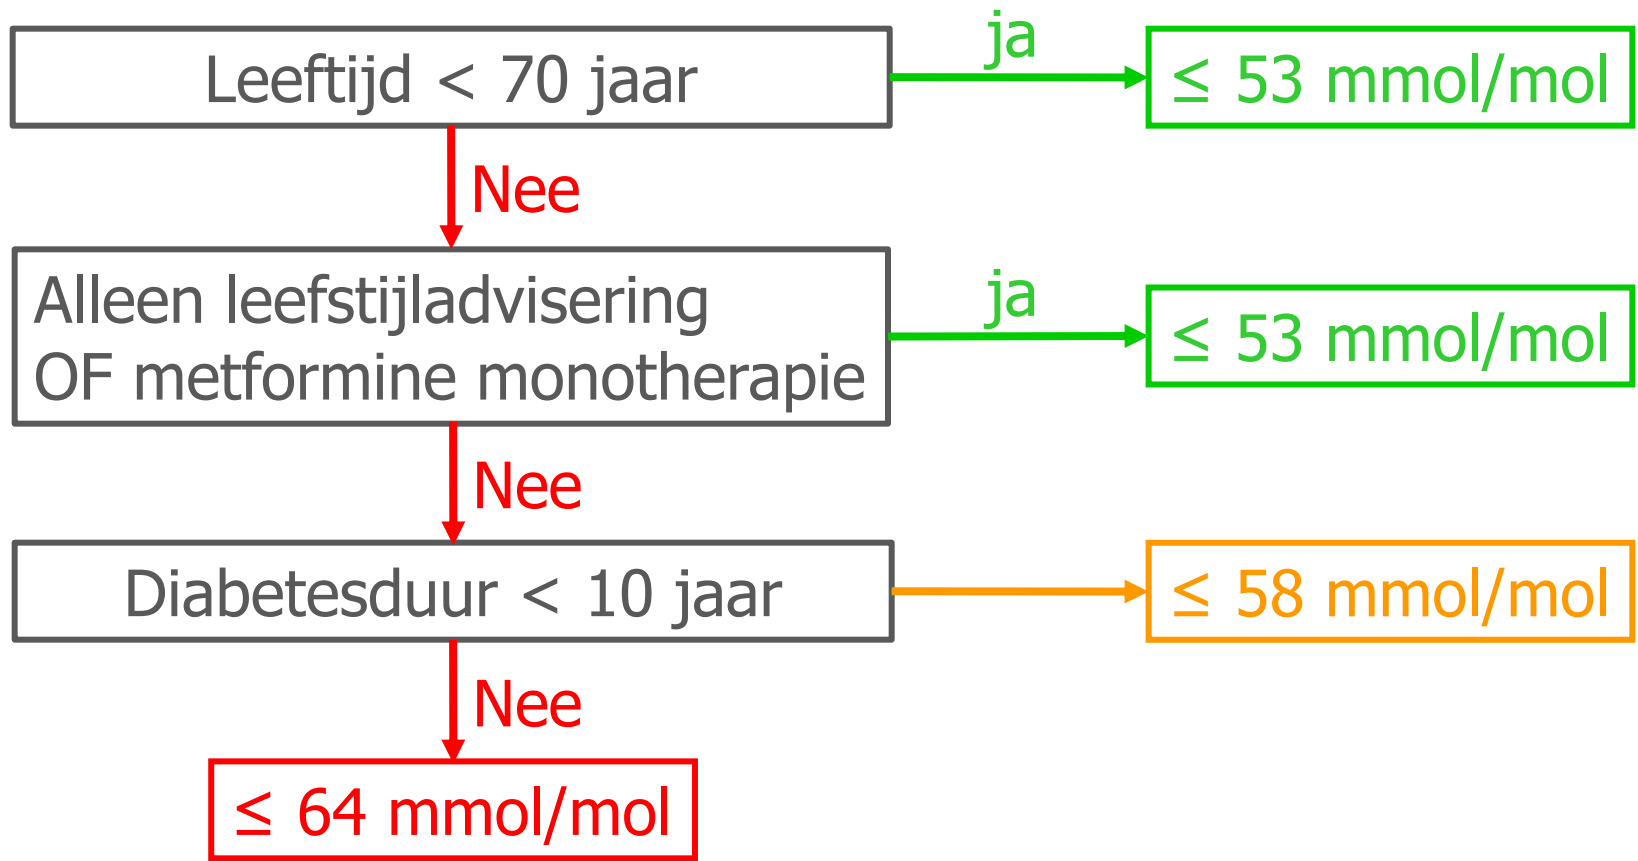 Leeftijd < 70 jaar
ja
≤ 53 mmol/mol
Nee
Alleen leefstijladvisering
OF metformine monotherapie
ja
≤ 53 mmol/mol
Nee
Diabetesduur < 10 jaar
≤ 58 mmol/mol
Nee
≤ 64 mmol/mol